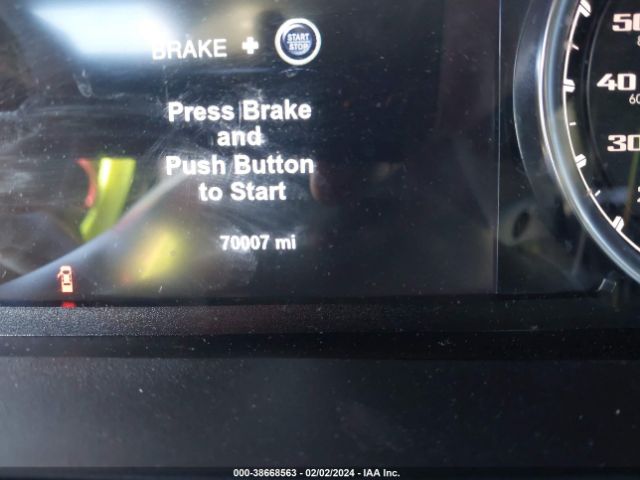 BRAKE + START STOP
Press Brake
and
Push Button
to Start
70007 mi
50
40
60
30
000-38668563 - 02/02/2024 - IAA Inc.